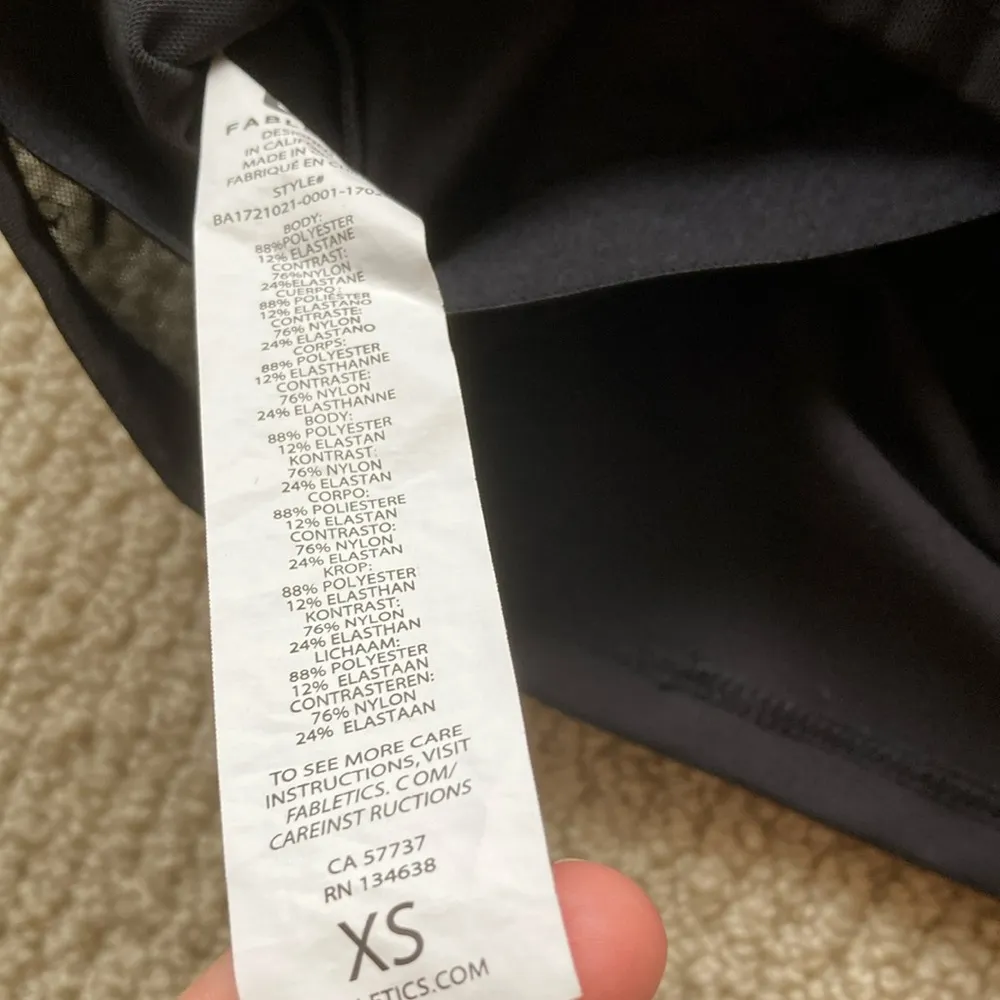 IN
MADE IN
FABRIQUÉ EN
STYLE#
BODY:
88%POLYESTER
12% ELASTANE
CONTRAST:
76%NYLON
24%ELASTANE
CUERPO:
88% POLIÉSTER
12% ELASTANO
CONTRASTE:
76% NYLON
24% ELASTANO
CORPS:
88% POLYESTER
12% ELASTHANNE
CONTRASTE:
76% NYLON
24% ELASTHANNE
BODY:
88% POLYESTER
12% ELASTAN
KONTRAST:
76% NYLON
24% ELASTAN
CORPO:
88% POLIESTERE
12% ELASTAN
CONTRASTO:
76% NYLON
24% ELASTAN
KROP:
88% POLYESTER
12% ELASTHAN
KONTRAST:
76% NYLON
24% ELASTHAN
LICHAAM:
88% POLYESTER
12% ELASTAAN
CONTRASTEREN:
76% NYLON
24% ELASTAAN
TO SEE MORE CARE
INSTRUCTIONS,VISIT
FABLETICS. COM/
CAREINST RUCTIONS
CA 57737
RN 134638
XS
LETICS.COM